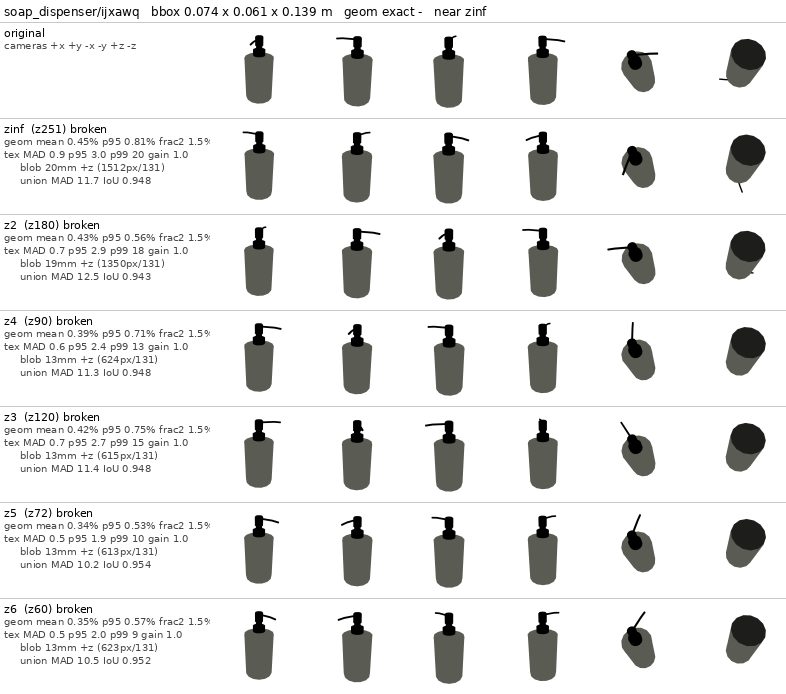 soap_dispenser/ijxawq   bbox 0.074 x 0.061 x 0.139 m   geom exact -   near zinf
original
cameras +x +y -x -y +z -z
zinf  (z251) broken
geom mean 0.45% p95 0.81% frac2 1.5%
tex MAD 0.9 p95 3.0 p99 20 gain 1.0
blob 20mm +z (1512px/131)
union MAD 11.7 IoU 0.948
z2  (z180) broken
geom mean 0.43% p95 0.56% frac2 1.5%
tex MAD 0.7 p95 2.9 p99 18 gain 1.0
blob 19mm +z (1350px/131)
union MAD 12.5 IoU 0.943
z4  (z90) broken
geom mean 0.39% p95 0.71% frac2 1.5%
tex MAD 0.6 p95 2.4 p99 13 gain 1.0
blob 13mm +z (624px/131)
union MAD 11.3 IoU 0.948
z3  (z120) broken
geom mean 0.42% p95 0.75% frac2 1.5%
tex MAD 0.7 p95 2.7 p99 15 gain 1.0
blob 13mm +z (615px/131)
union MAD 11.4 IoU 0.948
z5  (z72) broken
geom mean 0.34% p95 0.53% frac2 1.5%
tex MAD 0.5 p95 1.9 p99 10 gain 1.0
blob 13mm +z (613px/131)
union MAD 10.2 IoU 0.954
z6  (z60) broken
geom mean 0.35% p95 0.57% frac2 1.5%
tex MAD 0.5 p95 2.0 p99 9 gain 1.0
blob 13mm +z (623px/131)
union MAD 10.5 IoU 0.952